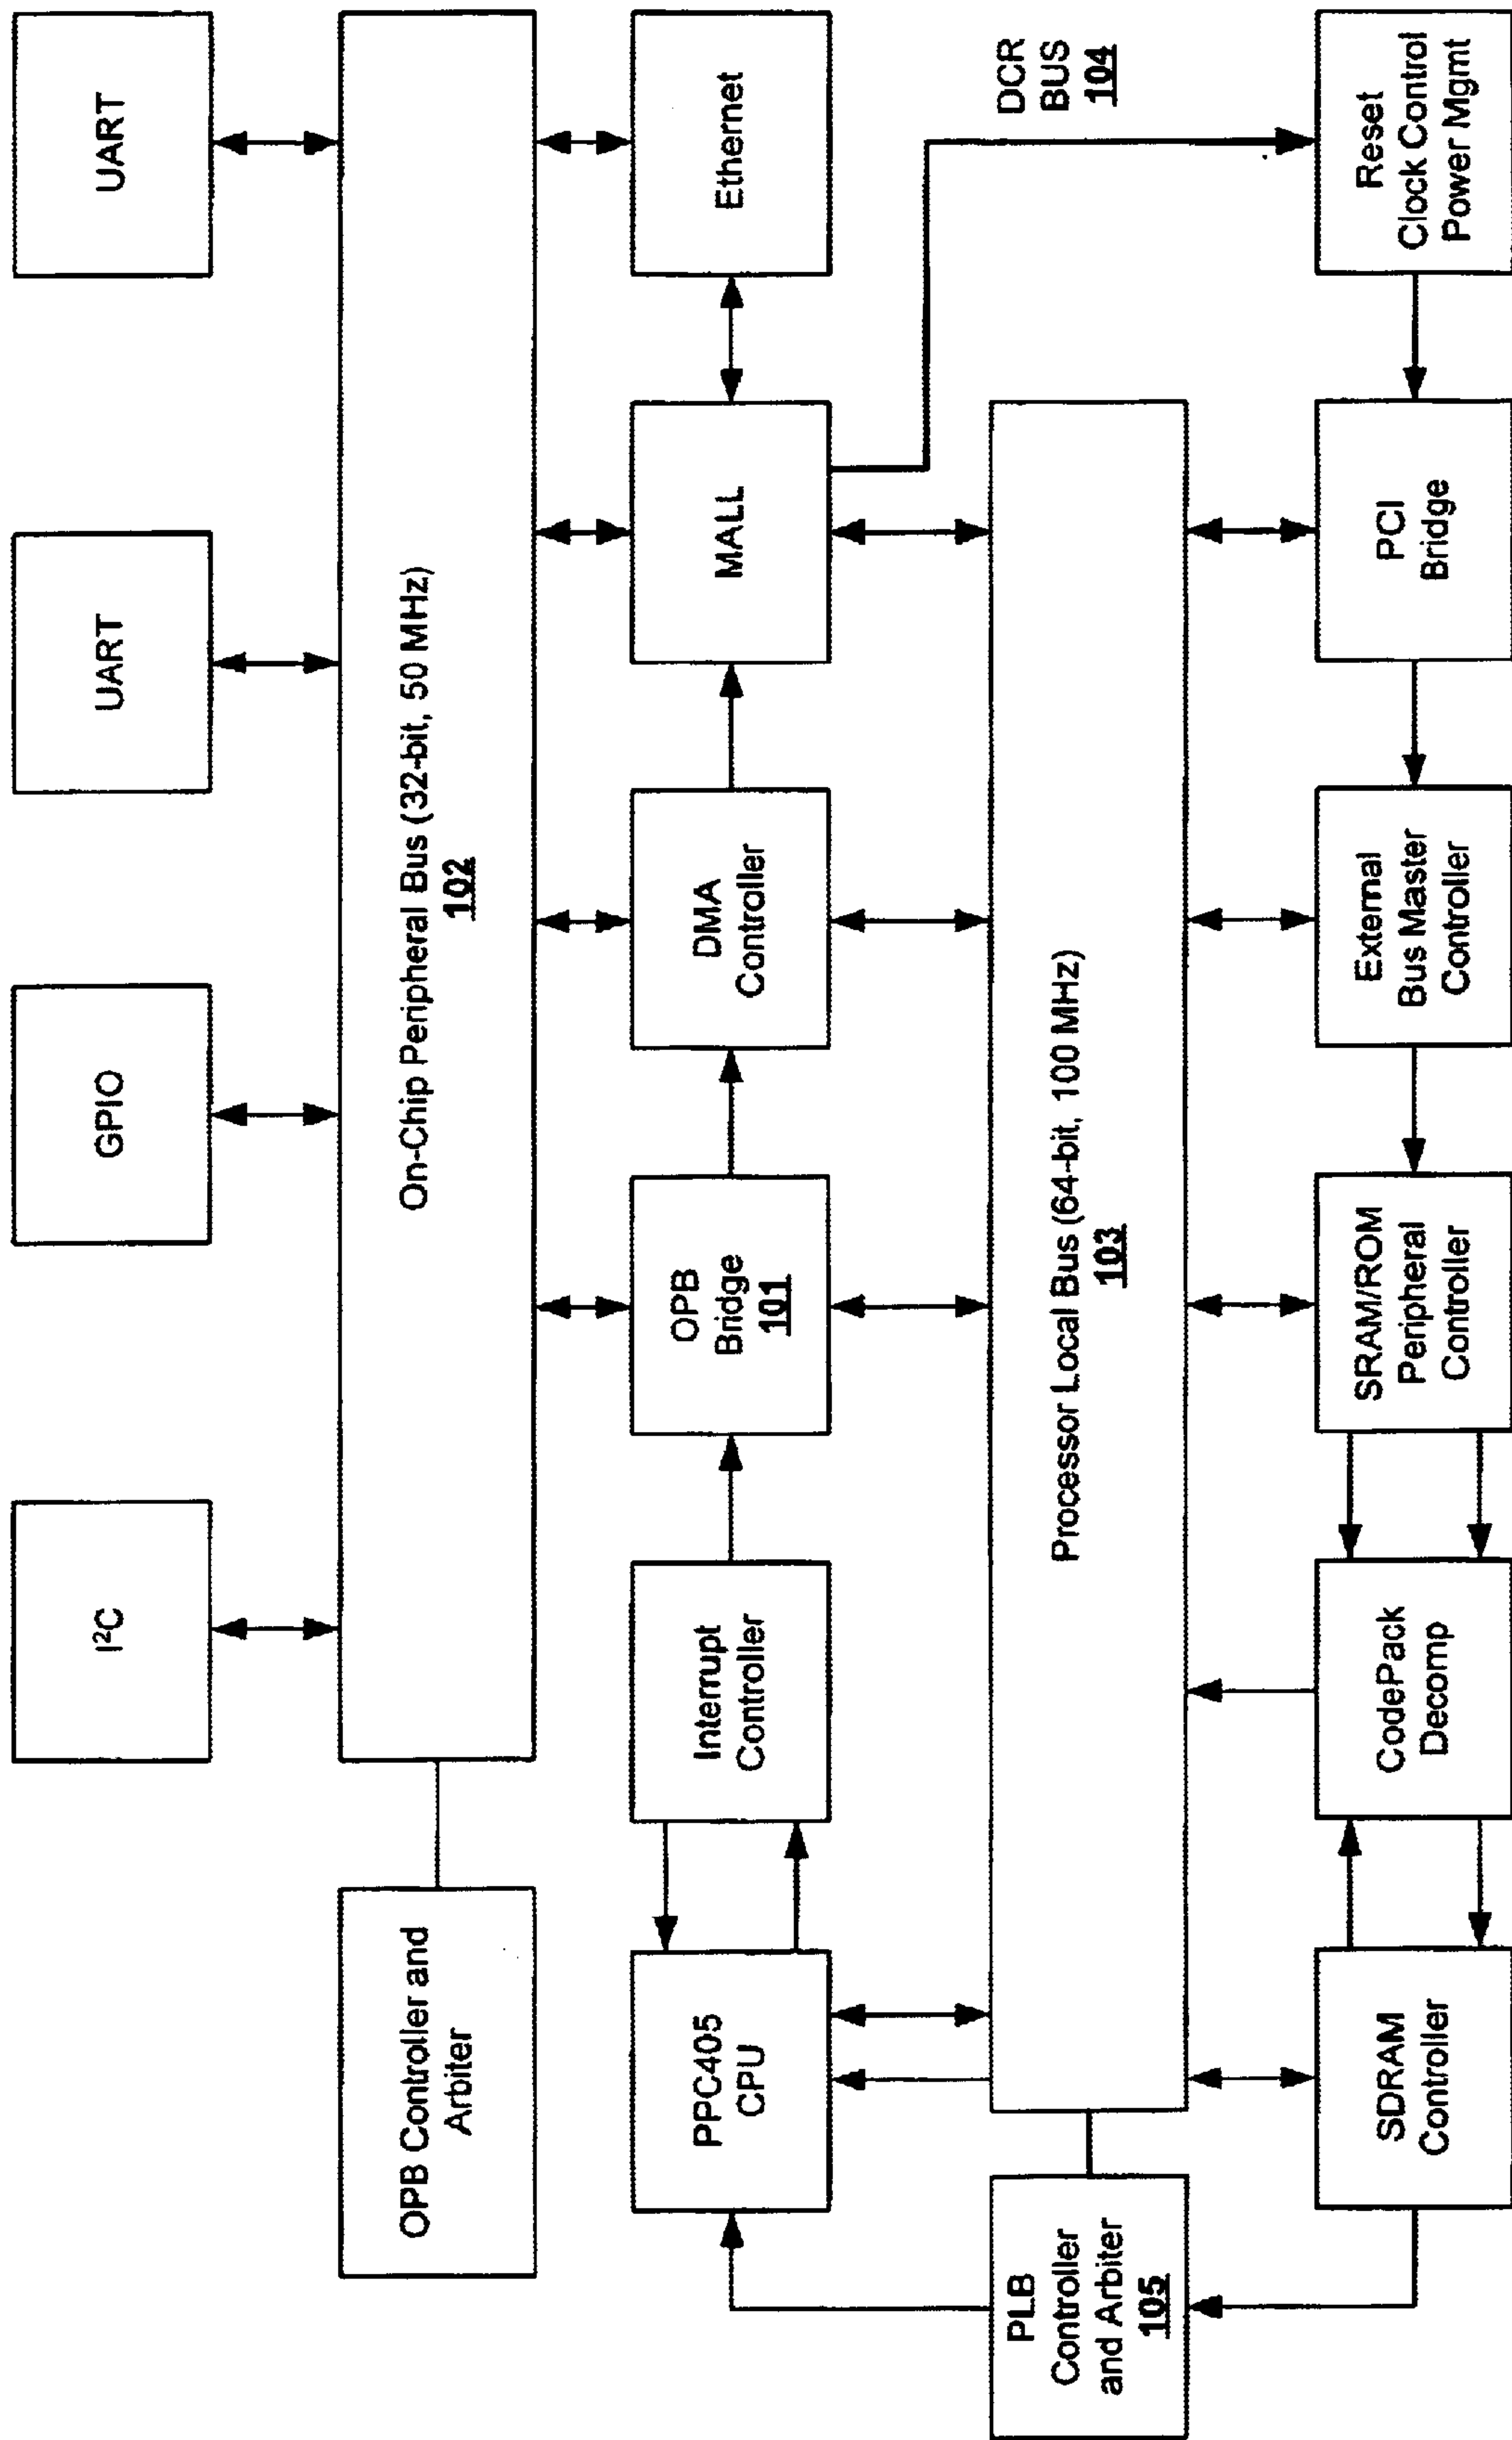 I²C
GPIO
UART
UART
OPB Controller and
Arbiter
On-Chip Peripheral Bus (32-bit, 50 MHz)
102
PPC405
CPU
Interrupt
Controller
OPB
Bridge
101
DMA
Controller
MALL
Ethernet
PLB
Controller
and Arbiter
105
Processor Local Bus (64-bit, 100 MHz)
103
DCR
BUS
104
SDRAM
Controller
CodePack
Decomp
SRAM/ROM
Peripheral
Controller
External
Bus Master
Controller
PCI
Bridge
Reset
Clock Control
Power Mgmt